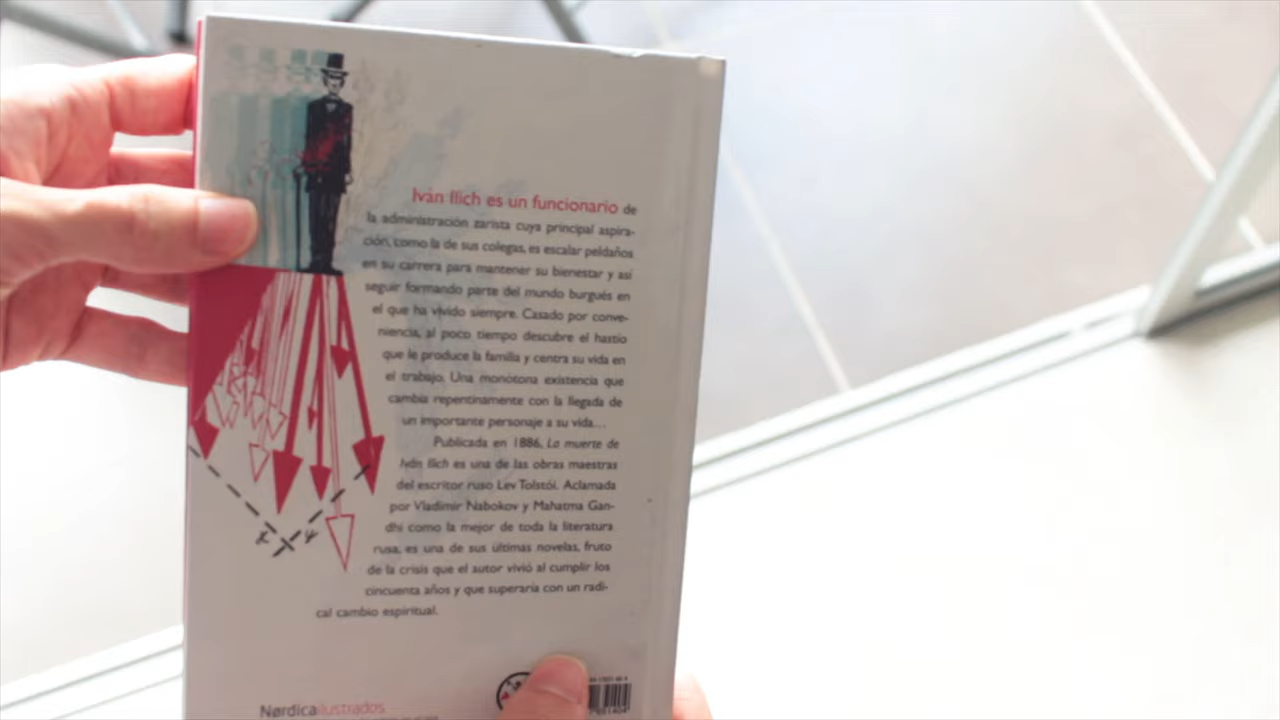 Iván Ilich es un funcionario de
la administración zarista cuya principal aspira-
ción, como la de sus colegas, es escalar peldaños
en su carrera para mantener su bienestar y así
seguir formando parte del mundo burgués en
el que ha vivido siempre. Casado por conve-
niencia, al poco tiempo descubre el hastío
que le produce la familia y centra su vida en
el trabajo. Una monótona existencia que
cambia repentinamente con la llegada de
un importante personaje a su vida...
Publicada en 1886, La muerte de
Iván Ilich es una de las obras maestras
del escritor ruso Lev Tolstói. Aclamada
por Vladímir Nabokov y Mahatma Gan-
dhi como la mejor de toda la literatura
rusa, es una de sus últimas novelas, fruto
de la crisis que el autor vivió al cumplir los
cincuenta años y que superaría con un radi-
cal cambio espiritual.
Nørdicailustrados